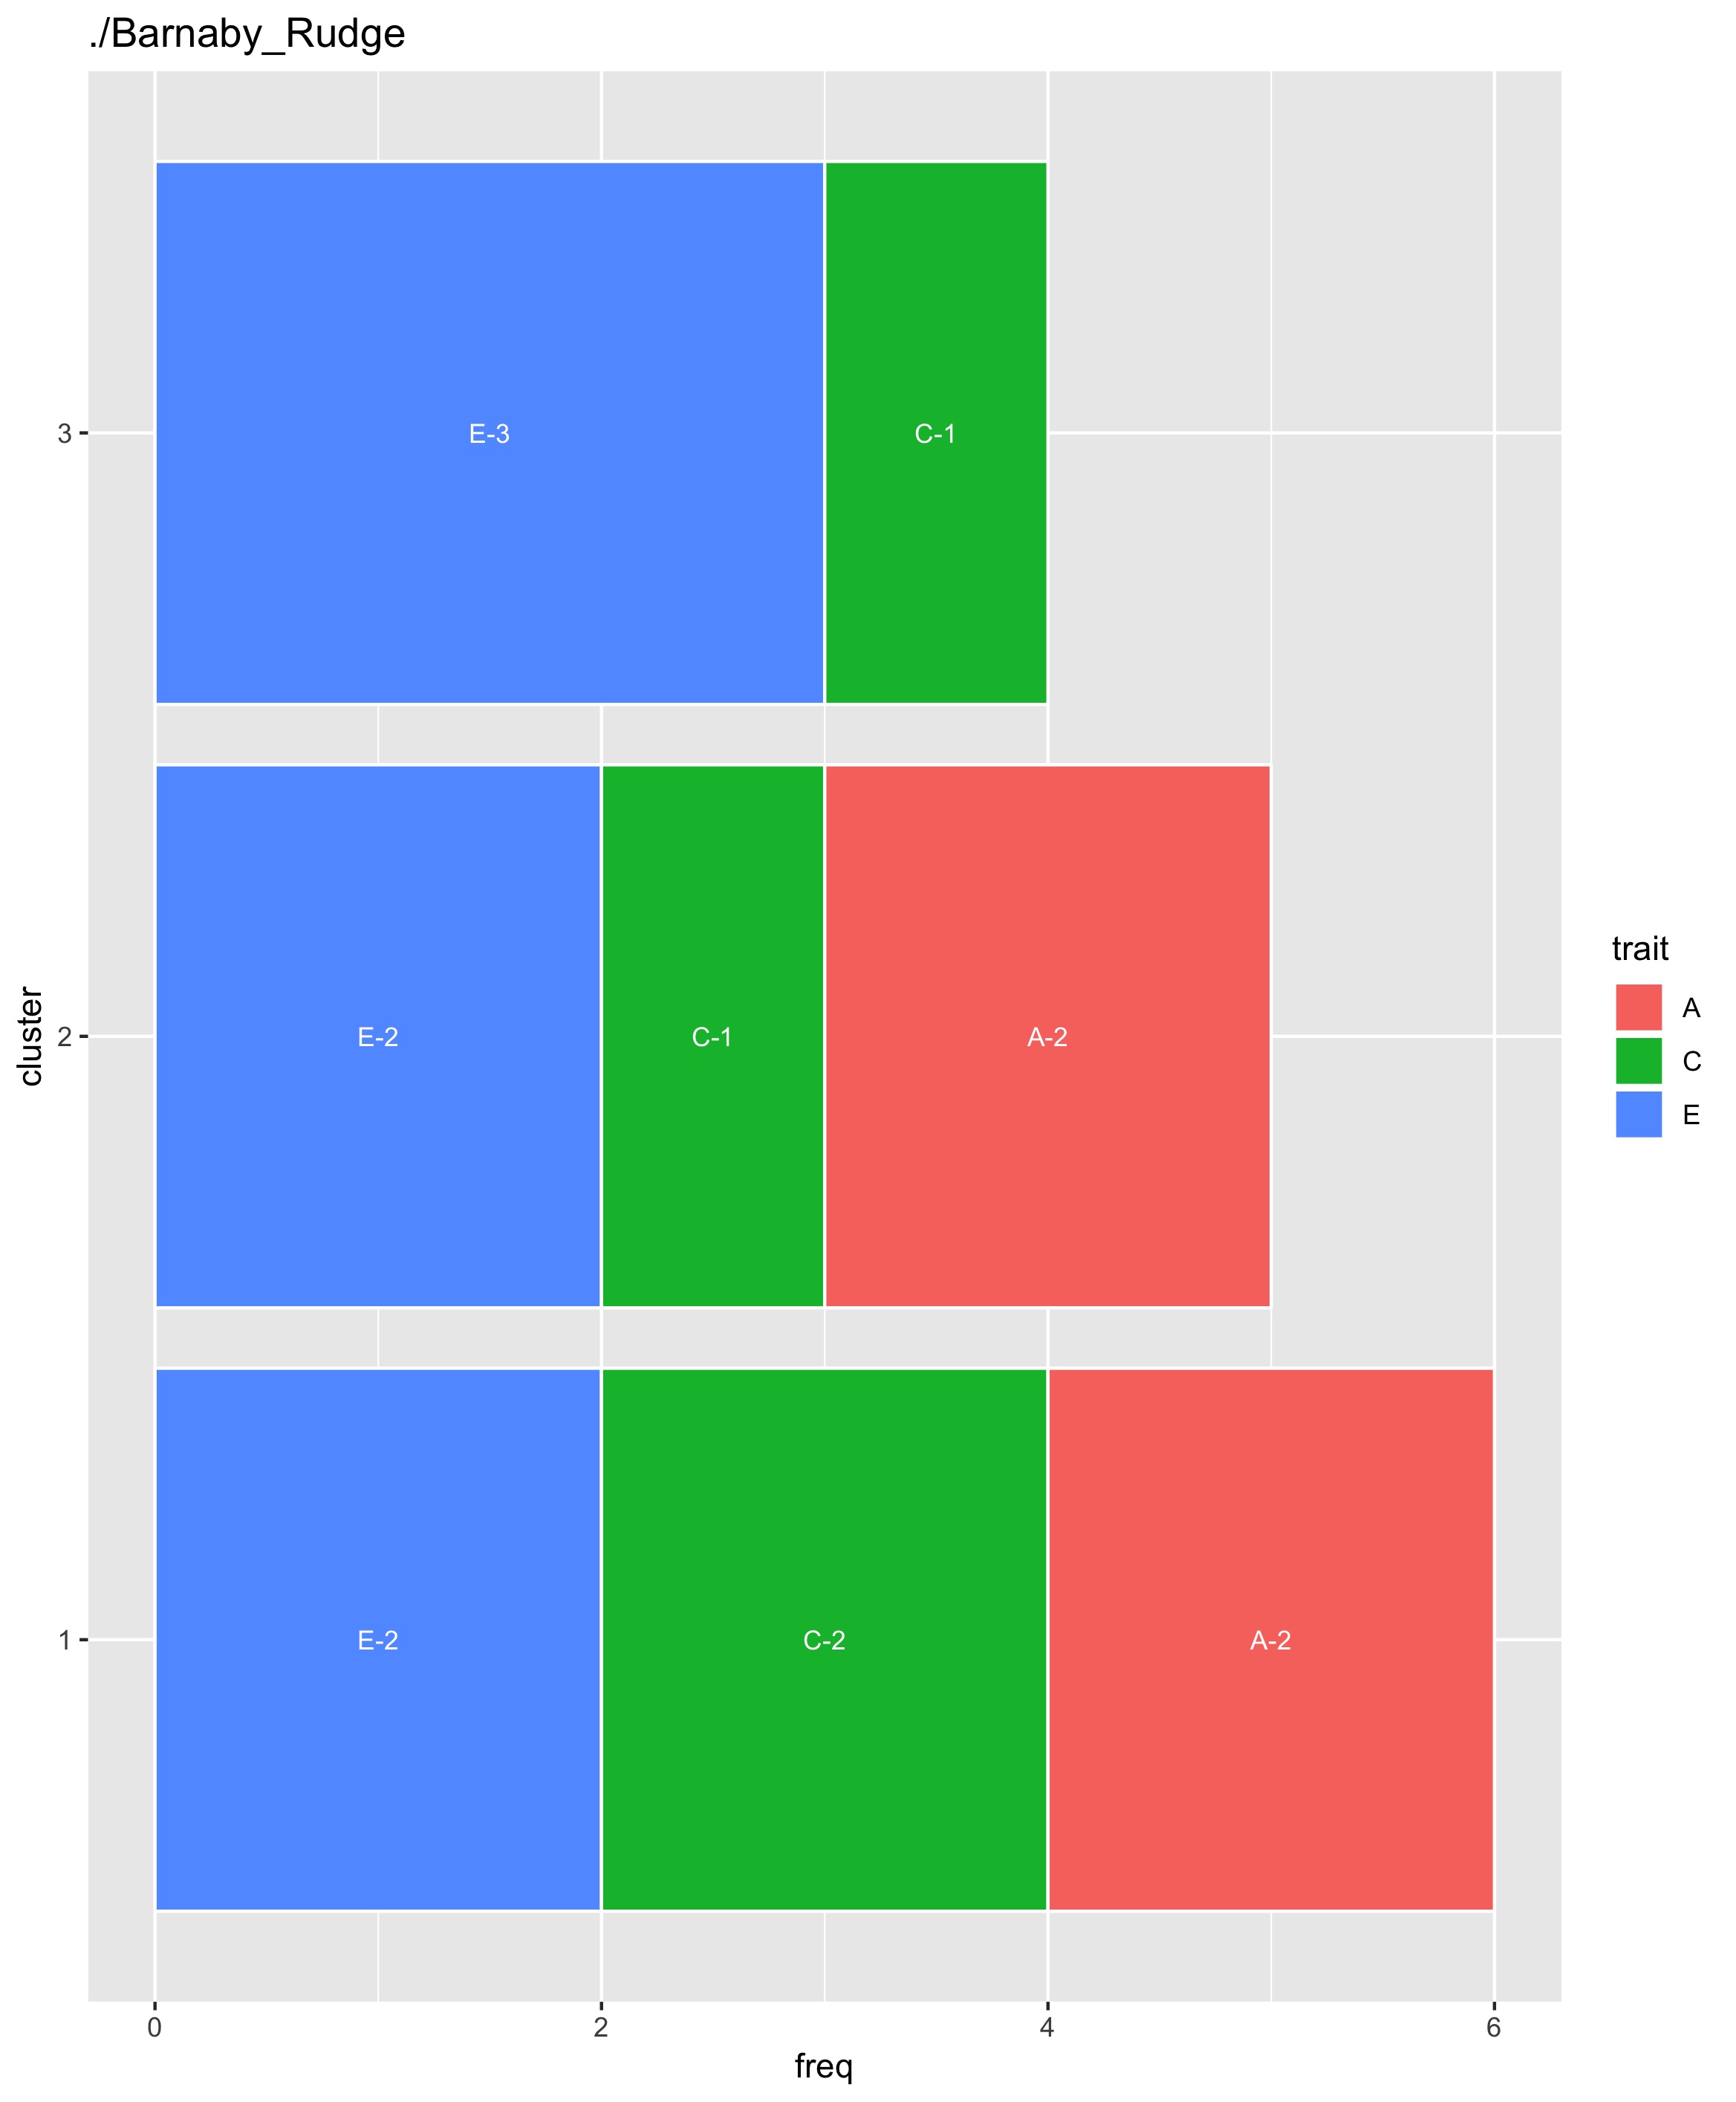 ./Barnaby_Rudge
3
E-3
C-1
2
E-2
C-1
A-2
1
E-2
C-2
A-2
cluster
0
2
4
6
freq
trait
A
C
E